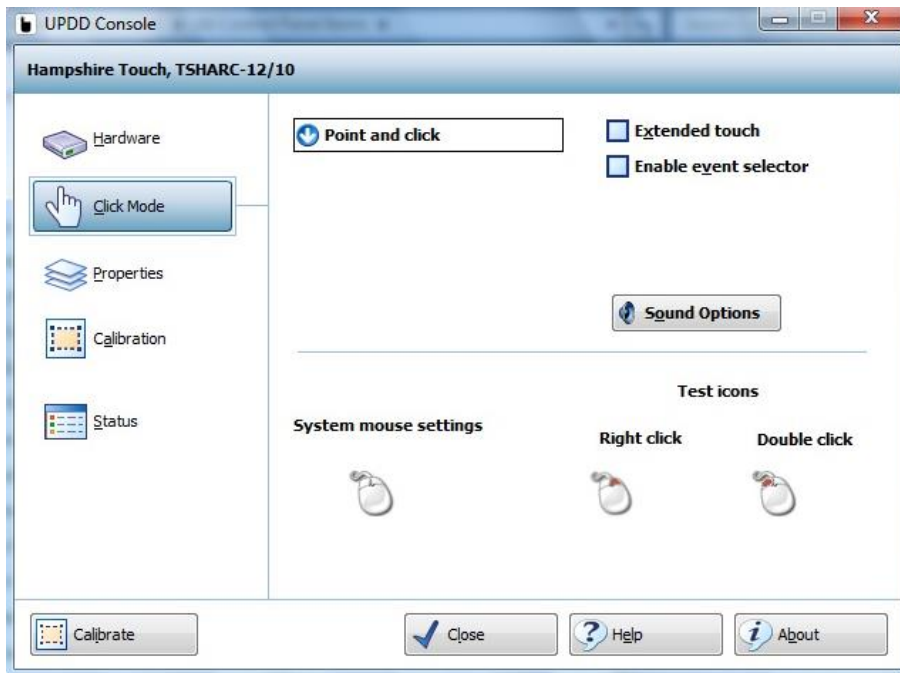 UPDD Console
Hampshire Touch, TSHARC-12/10
Hardware
Click Mode
Properties
Calibration
Status
Point and click
Extended touch
Enable event selector
Sound Options
Test icons
System mouse settings
Right click
Double click
Calibrate
Close
Help
About